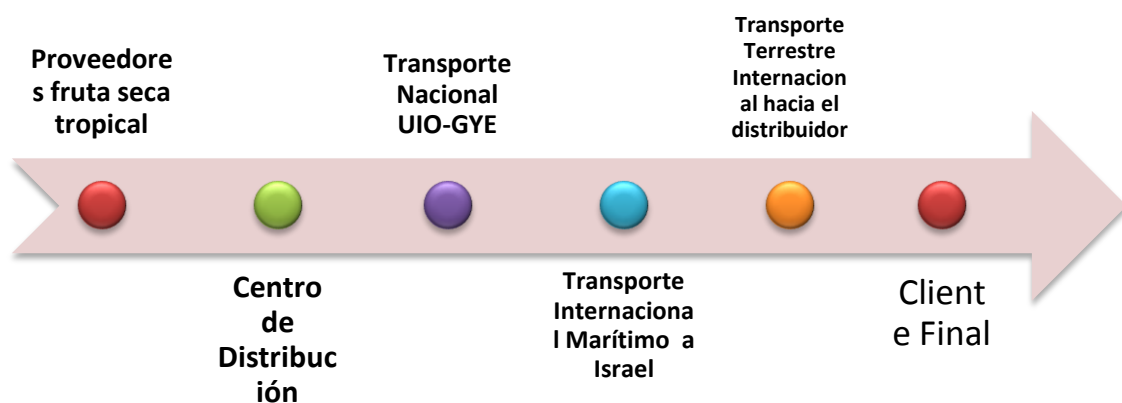 Proveedore
s fruta seca
tropical
Centro
de
Distribuc
ión
Transporte
Nacional
UIO-GYE
Transporte
Internaciona
l Marítimo a
Israel
Transporte
Terrestre
Internacion
al hacia el
distribuidor
Client
e Final